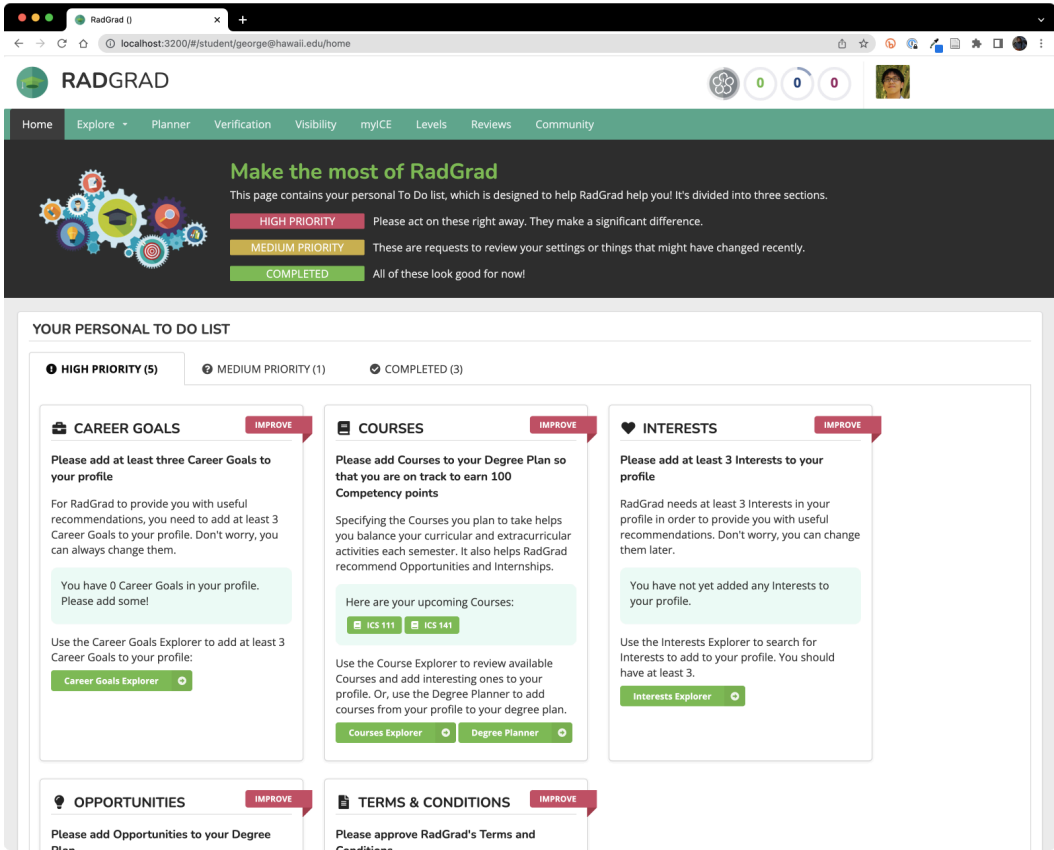 RadGrad ()
localhost:3200/#/student/george@hawaii.edu/home
RADGRAD
0 0 0
Home Explore Planner Verification Visibility myICE Levels Reviews Community
Make the most of RadGrad
This page contains your personal To Do list, which is designed to help RadGrad help you! It's divided into three sections.
HIGH PRIORITY Please act on these right away. They make a significant difference.
MEDIUM PRIORITY These are requests to review your settings or things that might have changed recently.
COMPLETED All of these look good for now!
YOUR PERSONAL TO DO LIST
HIGH PRIORITY (5) MEDIUM PRIORITY (1) COMPLETED (3)
CAREER GOALS IMPROVE
Please add at least three Career Goals to
your profile
For RadGrad to provide you with useful
recommendations, you need to add at least 3
Career Goals to your profile. Don't worry, you
can always change them.
You have 0 Career Goals in your profile.
Please add some!
Use the Career Goals Explorer to add at least 3
Career Goals to your profile:
Career Goals Explorer
COURSES IMPROVE
Please add Courses to your Degree Plan so
that you are on track to earn 100
Competency points
Specifying the Courses you plan to take helps
you balance your curricular and extracurricular
activities each semester. It also helps RadGrad
recommend Opportunities and Internships.
Here are your upcoming Courses:
ICS 111 ICS 141
Use the Course Explorer to review available
Courses and add interesting ones to your
profile. Or, use the Degree Planner to add
courses from your profile to your degree plan.
Courses Explorer Degree Planner
INTERESTS IMPROVE
Please add at least 3 Interests to your
profile
RadGrad needs at least 3 Interests in your
profile in order to provide you with useful
recommendations. Don't worry, you can change
them later.
You have not yet added any Interests to
your profile.
Use the Interests Explorer to search for
Interests to add to your profile. You should
have at least 3.
Interests Explorer
OPPORTUNITIES IMPROVE
Please add Opportunities to your Degree
Plan
TERMS & CONDITIONS IMPROVE
Please approve RadGrad's Terms and
Conditions